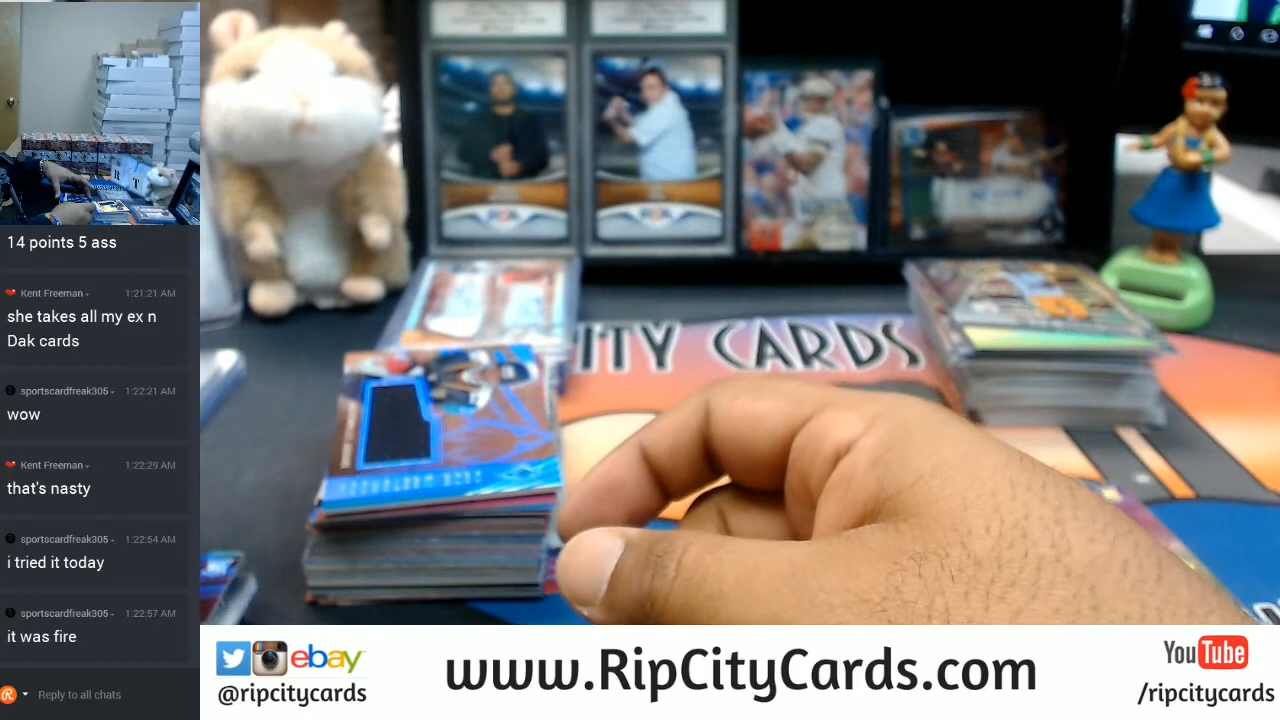 14 points 5 ass
Kent Freeman 1:21:21 AM
she takes all my ex n
Dak cards
sportscardfreak305 1:22:21 AM
wow
Kent Freeman 1:22:29 AM
that's nasty
sportscardfreak305 1:22:54 AM
i tried it today
sportscardfreak305 1:22:57 AM
it was fire
Reply to all chats
CITY CARDS
ebay
@ripcitycards
www.RipCityCards.com
YouTube
/ripcitycards